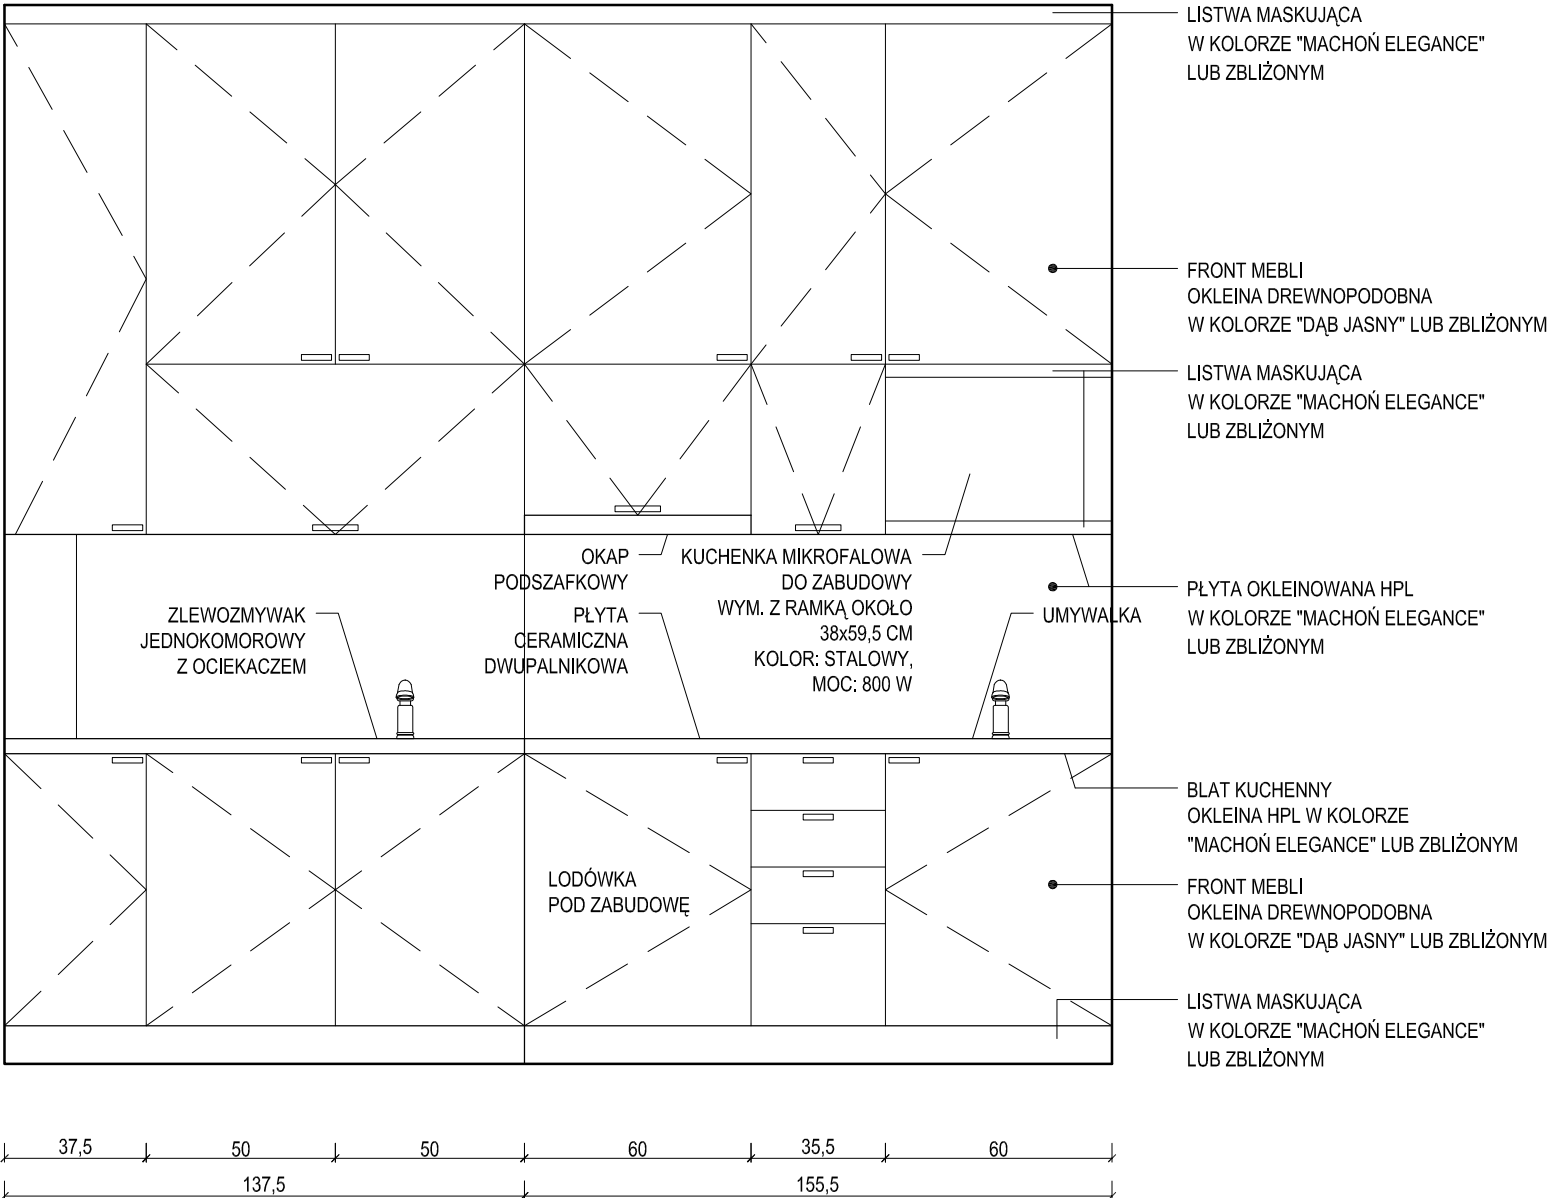 LISTWA MASKUJĄCA
W KOLORZE "MACHOŃ ELEGANCE"
LUB ZBLIŻONYM
FRONT MEBLI
OKLEINA DREWNOPODOBNA
W KOLORZE "DĄB JASNY" LUB ZBLIŻONYM
LISTWA MASKUJĄCA
W KOLORZE "MACHOŃ ELEGANCE"
LUB ZBLIŻONYM
OKAP
PODSZAFKOWY
KUCHENKA MIKROFALOWA
DO ZABUDOWY
WYM. Z RAMKĄ OKOŁO
38x59,5 CM
KOLOR: STALOWY,
MOC: 800 W
ZLEWOZMYWAK
JEDNOKOMOROWY
Z OCIEKACZEM
PŁYTA
CERAMICZNA
DWUPALNIKOWA
UMYWALKA
PŁYTA OKLEINOWANA HPL
W KOLORZE "MACHOŃ ELEGANCE"
LUB ZBLIŻONYM
BLAT KUCHENNY
OKLEINA HPL W KOLORZE
"MACHOŃ ELEGANCE" LUB ZBLIŻONYM
LODÓWKA
POD ZABUDOWĘ
FRONT MEBLI
OKLEINA DREWNOPODOBNA
W KOLORZE "DĄB JASNY" LUB ZBLIŻONYM
LISTWA MASKUJĄCA
W KOLORZE "MACHOŃ ELEGANCE"
LUB ZBLIŻONYM
37,5 50 50 60 35,5 60
137,5 155,5